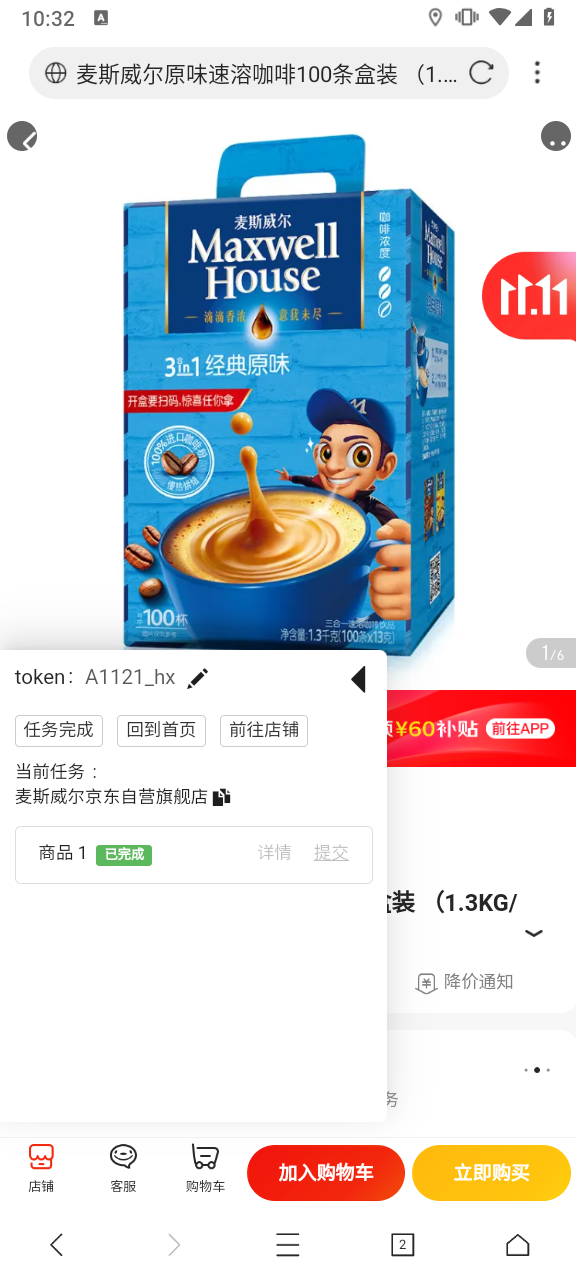 10:32
麦斯威尔原味速溶咖啡100条盒装 （1....
麦斯威尔
Maxwell
House
滴滴香浓 意犹未尽
咖啡浓度
3合in1 经典原味
开盒要扫码,惊喜任你拿
100%进口咖啡粉
100杯
三合一速溶咖啡饮品
净含量:1.3千克(100条x13克)
11.11
1/6
token： A1121_hx
任务完成 回到首页 前往店铺
当前任务：
麦斯威尔京东自营旗舰店
商品 1 已完成 详情 提交
¥60补贴 前往APP
装 （1.3KG/
降价通知
务
店铺 客服 购物车 加入购物车 立即购买
2